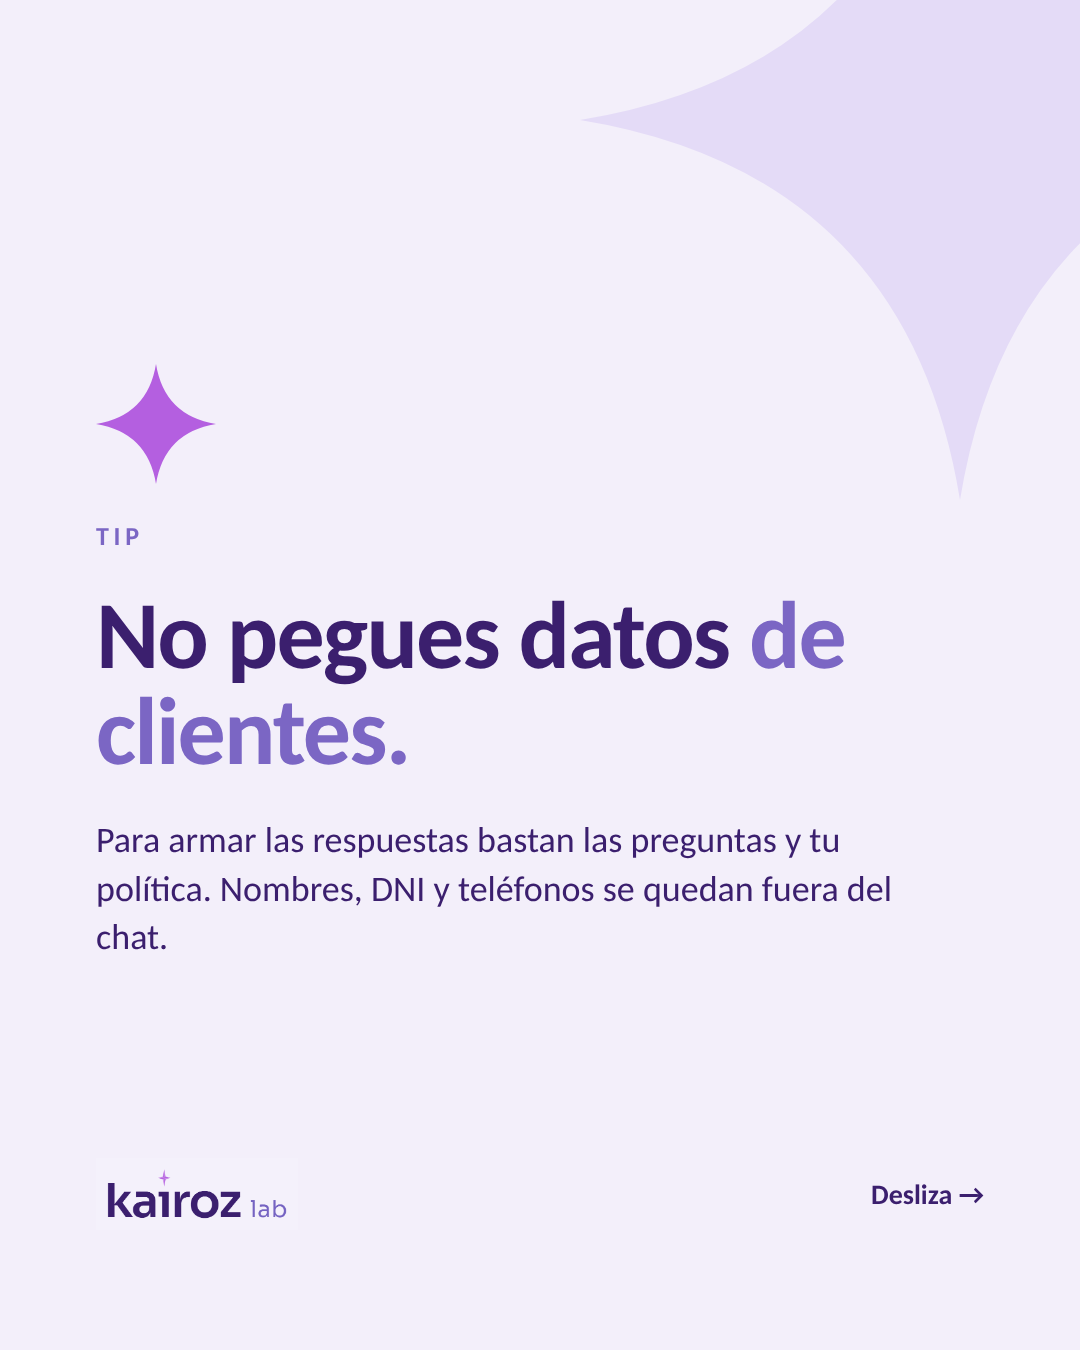 TIP
No pegues datos de
clientes.
Para armar las respuestas bastan las preguntas y tu
política. Nombres, DNI y teléfonos se quedan fuera del
chat.
kairoz lab
Desliza →